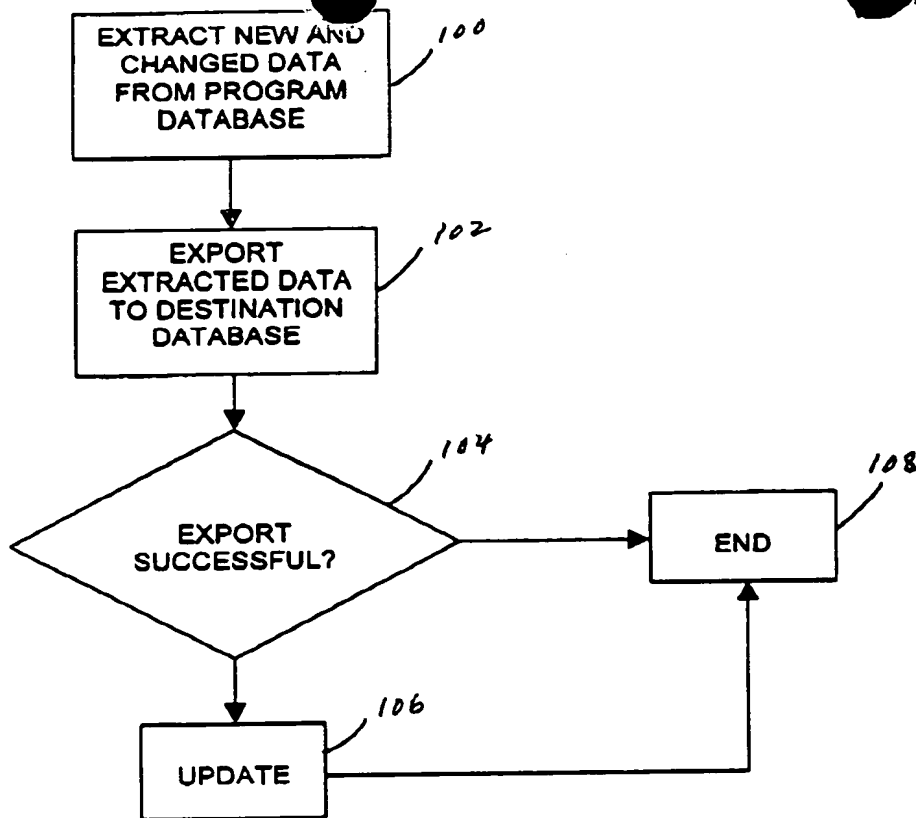 EXTRACT NEW AND
CHANGED DATA
FROM PROGRAM
DATABASE
100
EXPORT
EXTRACTED DATA
TO DESTINATION
DATABASE
102
EXPORT
SUCCESSFUL?
104
END
108
UPDATE
106